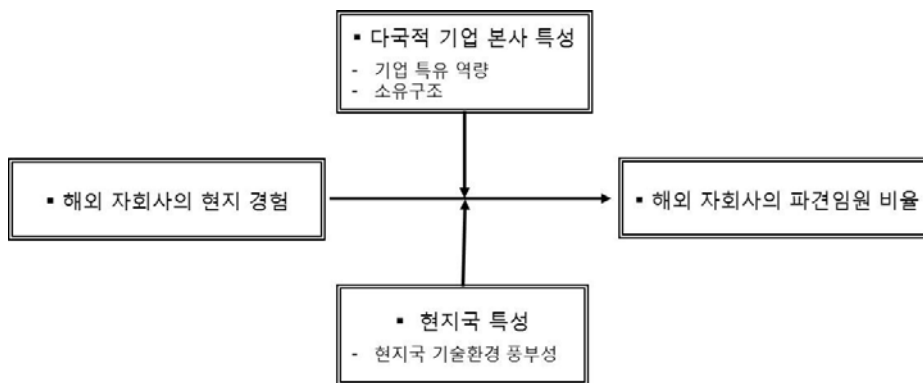 ▪ 다국적 기업 본사 특성
- 기업 특유 역량
- 소유구조
▪ 해외 자회사의 현지 경험
▪ 해외 자회사의 파견임원 비율
▪ 현지국 특성
- 현지국 기술환경 풍부성